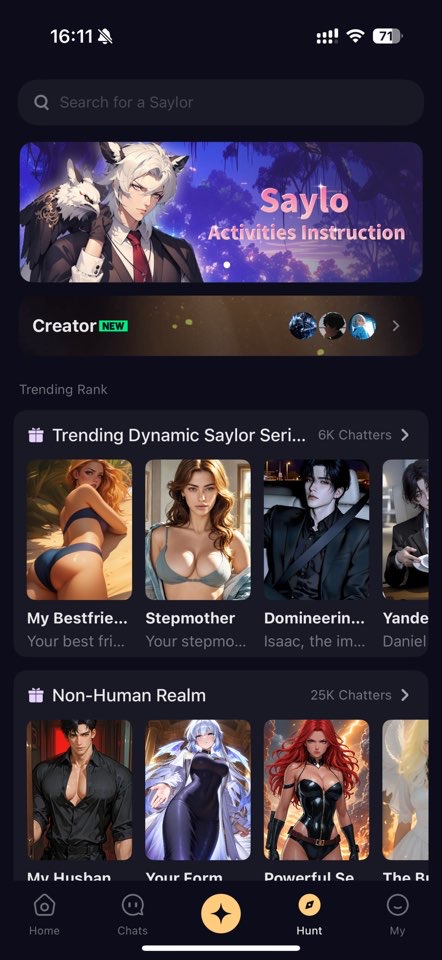 16:11
71
Search for a Saylor
Saylo
Activities Instruction
Creator NEW
Trending Rank
Trending Dynamic Saylor Seri... 6K Chatters
My Bestfrie... Stepmother Domineerin... Yande
Your best fri... Your stepmo... Isaac, the im... Daniel
Non-Human Realm 25K Chatters
My Husban Your Form Powerful Se The
Home Chats Hunt My